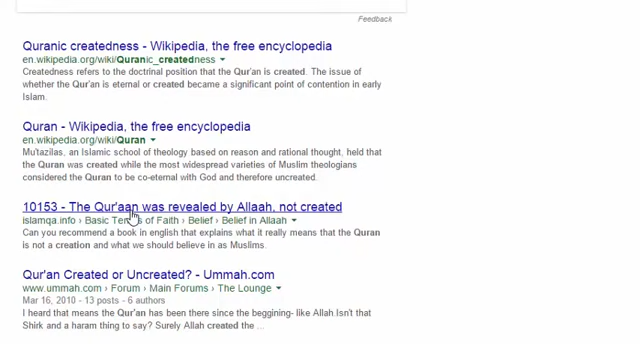 Feedback
Quranic createdness - Wikipedia, the free encyclopedia
en.wikipedia.org/wiki/Quranic_createdness
Createdness refers to the doctrinal position that the Qur'an is created. The issue of
whether the Qur'an is eternal or created became a significant point of contention in early
Islam.
Quran - Wikipedia, the free encyclopedia
en.wikipedia.org/wiki/Quran
Mu'tazilas, an Islamic school of theology based on reason and rational thought, held that
the Quran was created while the most widespread varieties of Muslim theologians
considered the Quran to be co-eternal with God and therefore uncreated.
10153 - The Qur'aan was revealed by Allaah, not created
islamqa.info › Basic Tenets of Faith › Belief › Belief in Allaah
Can you recommend a book in english that explains what it really means that the Quran
is not a creation and what we should believe in as Muslims.
Qur'an Created or Uncreated? - Ummah.com
www.ummah.com › Forum › Main Forums › The Lounge
Mar 16, 2010 - 13 posts - 6 authors
I heard that means the Qur'an has been there since the beggining- like Allah.Isn't that
Shirk and a haram thing to say? Surely Allah created the ...